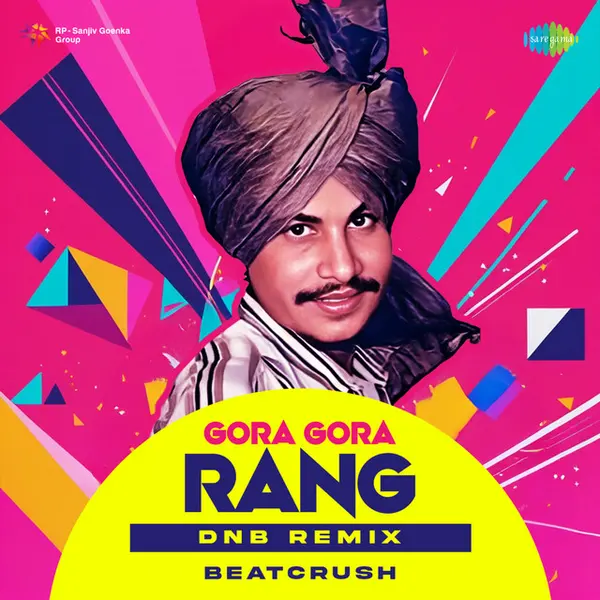 RP-Sanjiv Goenka
Group
saregama
GORA GORA
RANG
DNB REMIX
BEATCRUSH